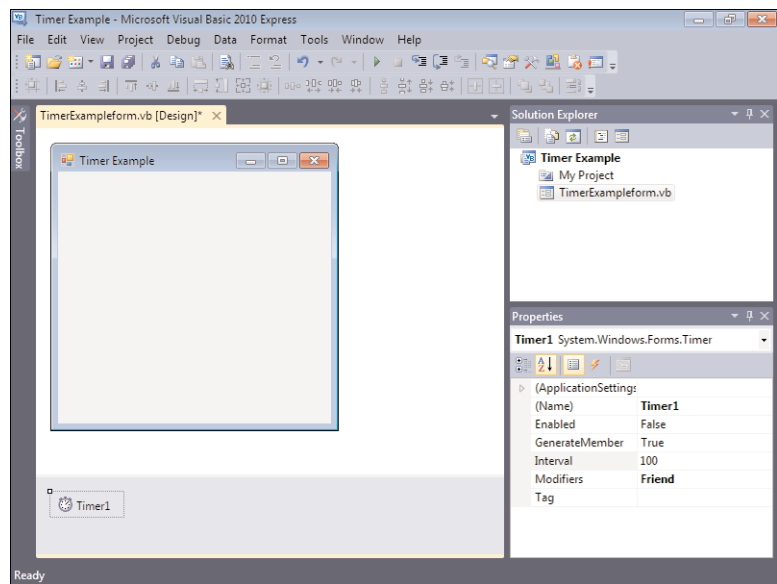 Timer Example - Microsoft Visual Basic 2010 Express
File Edit View Project Debug Data Format Tools Window Help
Toolbox
TimerExampleform.vb [Design]*
Timer Example
Timer1
Solution Explorer
Timer Example
My Project
TimerExampleform.vb
Properties
Timer1 System.Windows.Forms.Timer
(ApplicationSettings
(Name) Timer1
Enabled False
GenerateMember True
Interval 100
Modifiers Friend
Tag
Ready